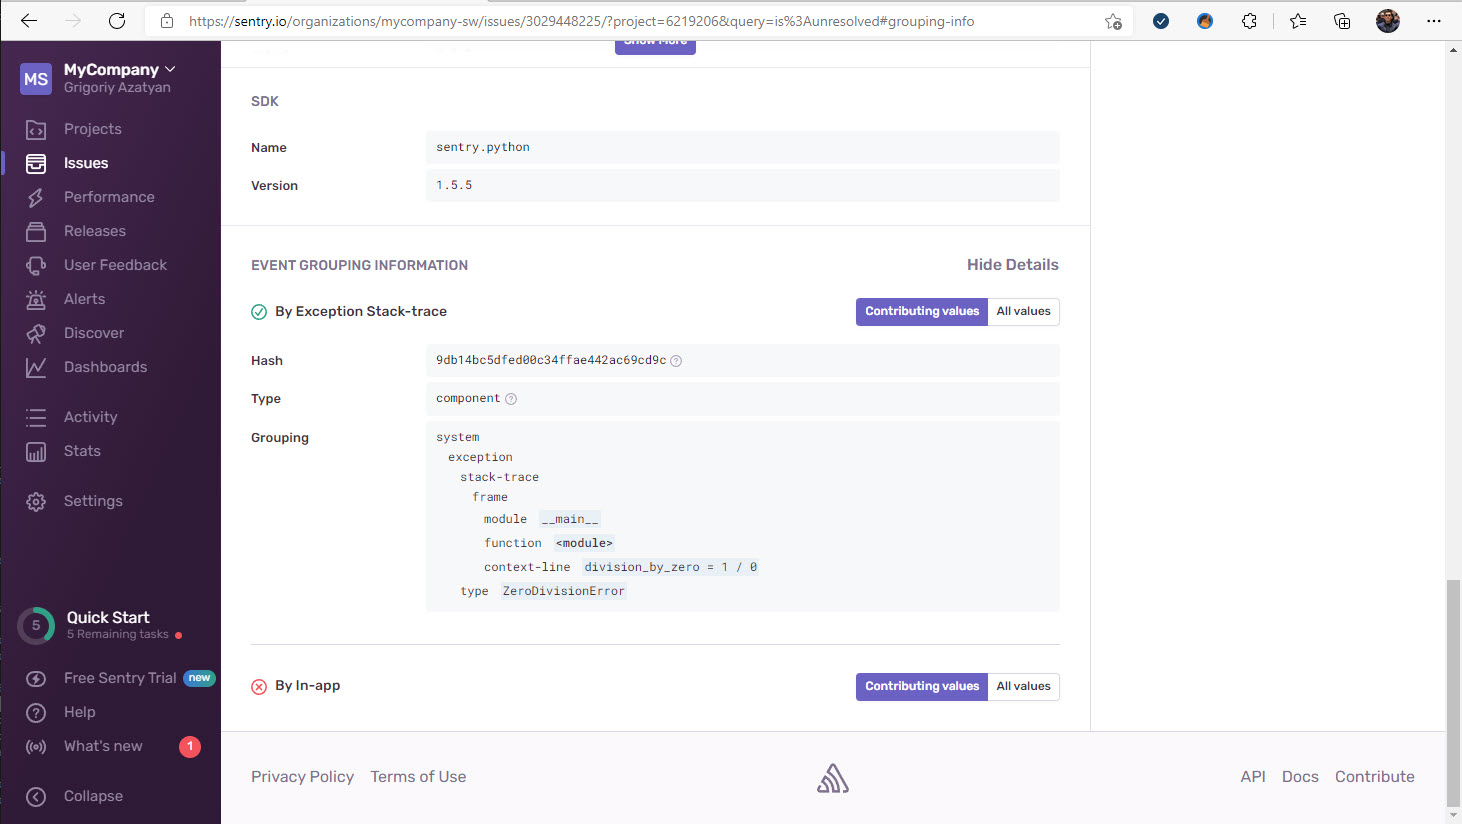 https://sentry.io/organizations/mycompany-sw/issues/3029448225/?project=6219206&query=is%3Aunresolved#grouping-info
MS
MyCompany
Grigoriy Azatyan
Projects
Issues
Performance
Releases
User Feedback
Alerts
Discover
Dashboards
Activity
Stats
Settings
5
Quick Start
5 Remaining tasks
Free Sentry Trial new
Help
What's new 1
Collapse
Show More
SDK
Name sentry.python
Version 1.5.5
EVENT GROUPING INFORMATION Hide Details
By Exception Stack-trace Contributing values All values
Hash 9db14bc5dfed00c34ffae442ac69cd9c
Type component
Grouping system
exception
stack-trace
frame
module __main__
function <module>
context-line division_by_zero = 1 / 0
type ZeroDivisionError
By In-app Contributing values All values
Privacy Policy Terms of Use API Docs Contribute